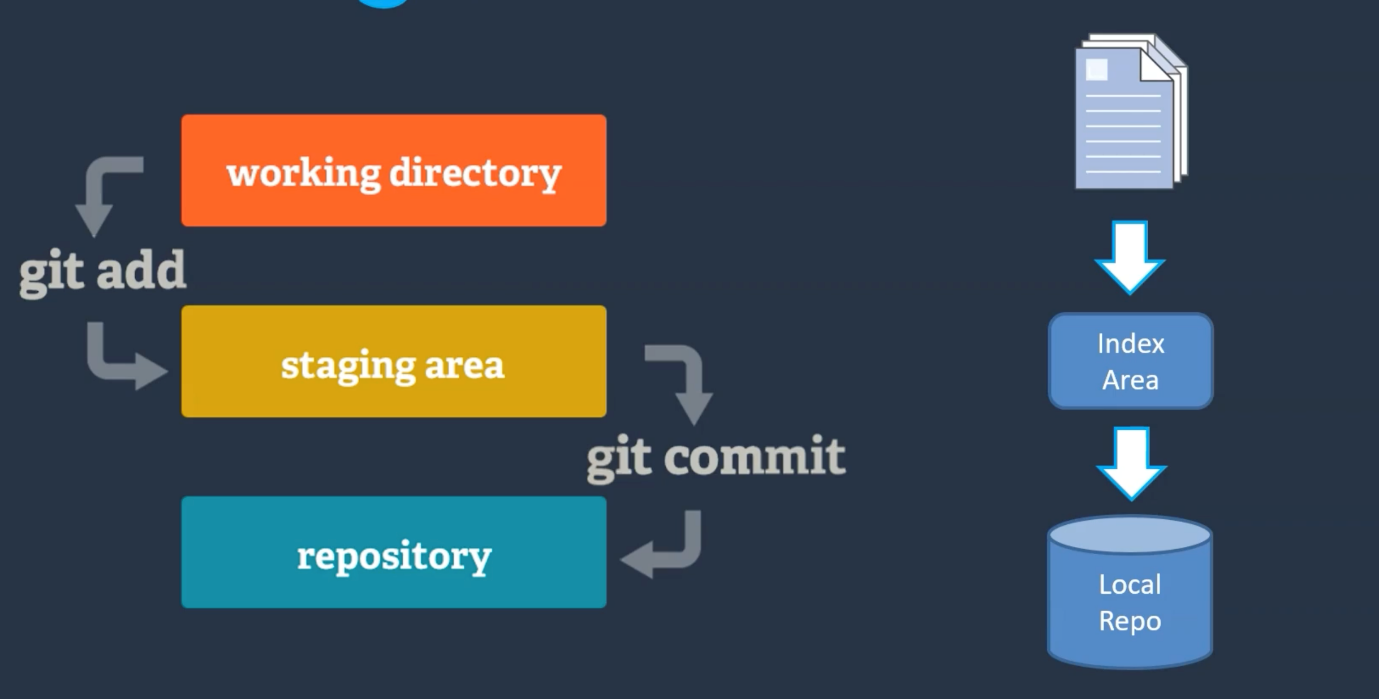 working directory
git add
staging area
git commit
repository
Index
Area
Local
Repo